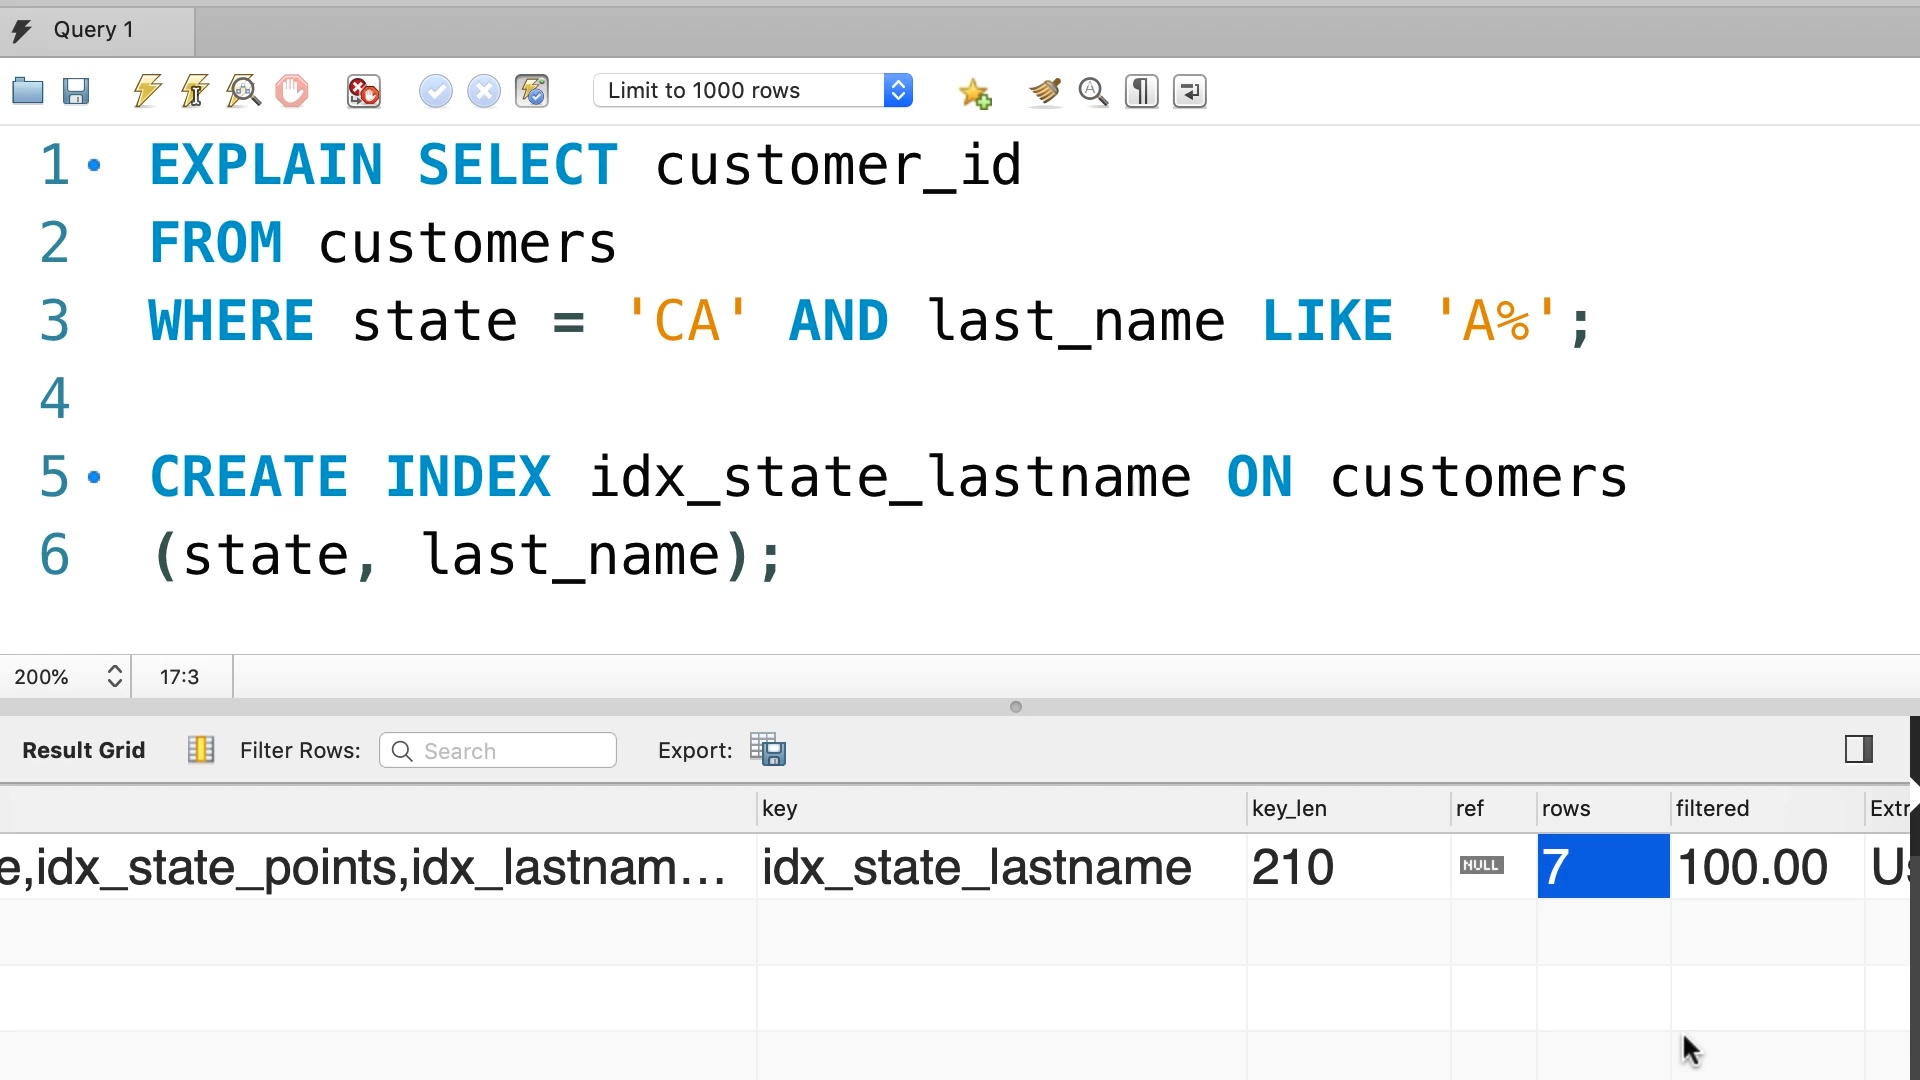 Query 1
Limit to 1000 rows
1 EXPLAIN SELECT customer_id
2 FROM customers
3 WHERE state = 'CA' AND last_name LIKE 'A%';
4
5 CREATE INDEX idx_state_lastname ON customers
6 (state, last_name);
200% 17:3
Result Grid Filter Rows: Search Export:
key key_len ref rows filtered Extr
e,idx_state_points,idx_lastnam... idx_state_lastname 210 NULL 7 100.00 Us